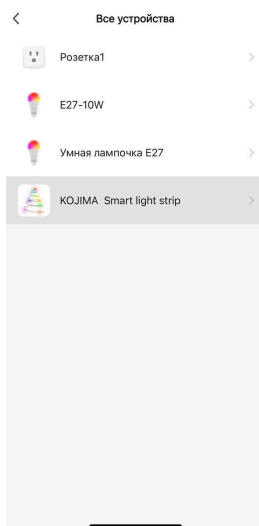 Все устройства
Розетка1
E27-10W
Умная лампочка E27
KOJIMA Smart light strip